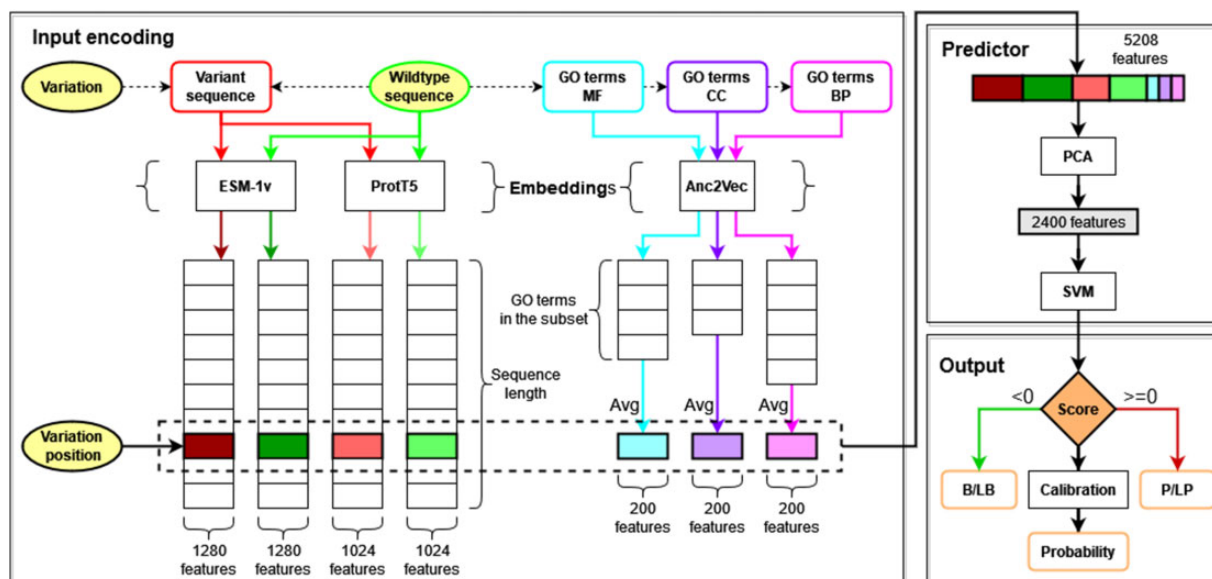 Input encoding
Variation
Variant
sequence
Wildtype
sequence
GO terms
MF
GO terms
CC
GO terms
BP
ESM-1v
ProtT5
Embeddings
Anc2Vec
GO terms
in the subset
Sequence
length
Avg
Avg
Avg
Variation
position
1280
features
1280
features
1024
features
1024
features
200
features
200
features
200
features
Predictor
5208
features
PCA
2400 features
SVM
Output
<0
Score
>=0
B/LB
Calibration
P/LP
Probability